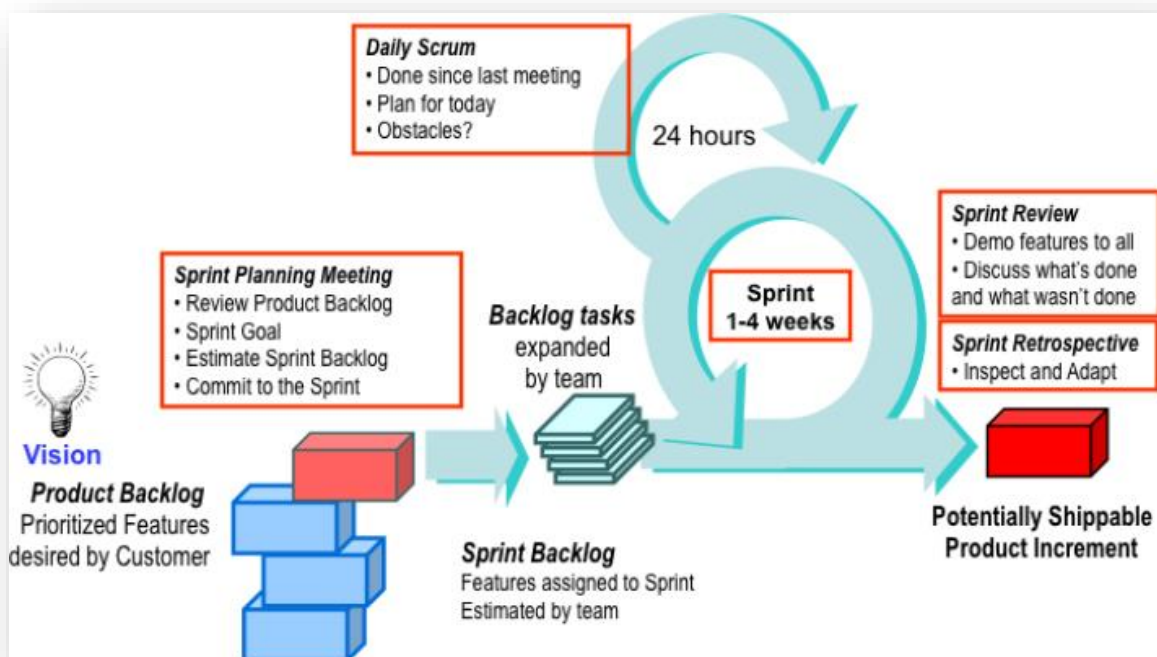 Daily Scrum
• Done since last meeting
• Plan for today
• Obstacles?
24 hours
Sprint Planning Meeting
• Review Product Backlog
• Sprint Goal
• Estimate Sprint Backlog
• Commit to the Sprint
Backlog tasks
expanded
by team
Sprint
1-4 weeks
Sprint Review
• Demo features to all
• Discuss what's done
and what wasn't done
Sprint Retrospective
• Inspect and Adapt
Vision
Product Backlog
Prioritized Features
desired by Customer
Sprint Backlog
Features assigned to Sprint
Estimated by team
Potentially Shippable
Product Increment